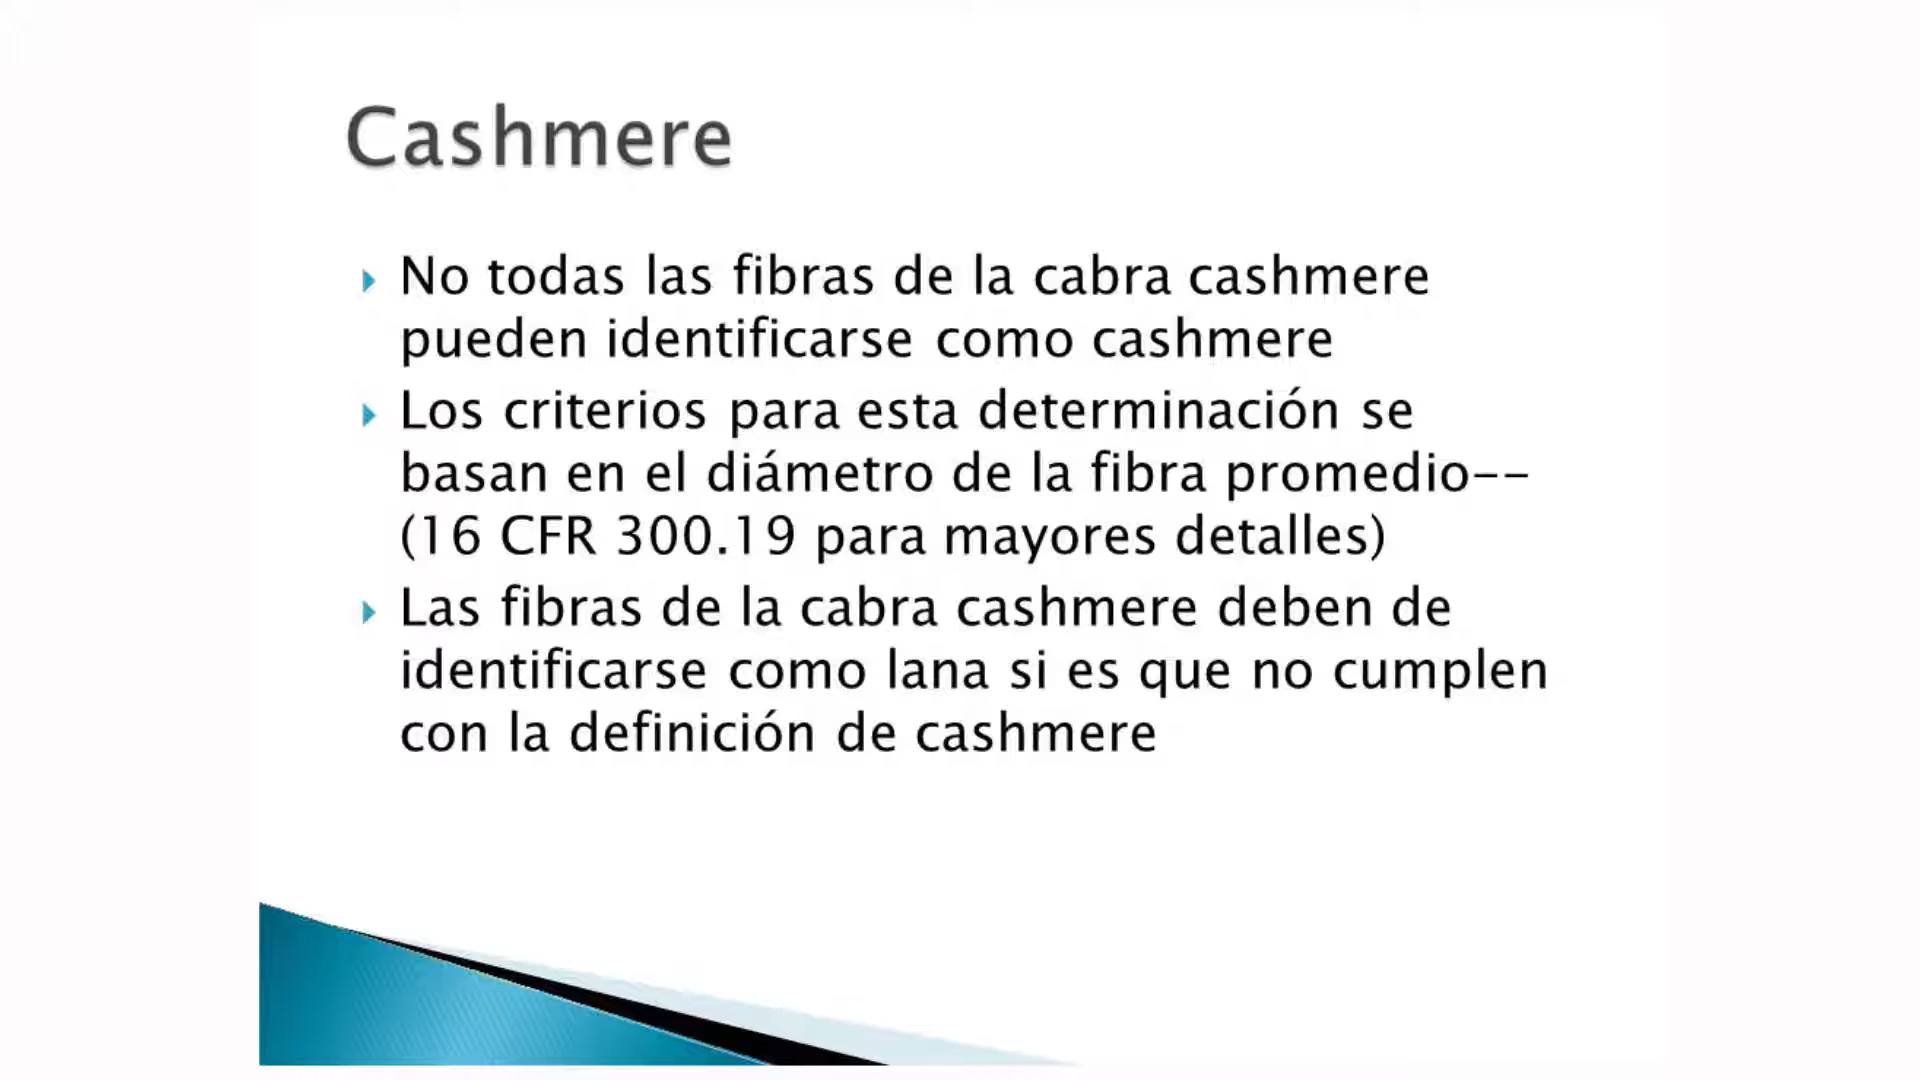 Cashmere
No todas las fibras de la cabra cashmere
pueden identificarse como cashmere
Los criterios para esta determinación se
basan en el diámetro de la fibra promedio--
(16 CFR 300.19 para mayores detalles)
Las fibras de la cabra cashmere deben de
identificarse como lana si es que no cumplen
con la definición de cashmere